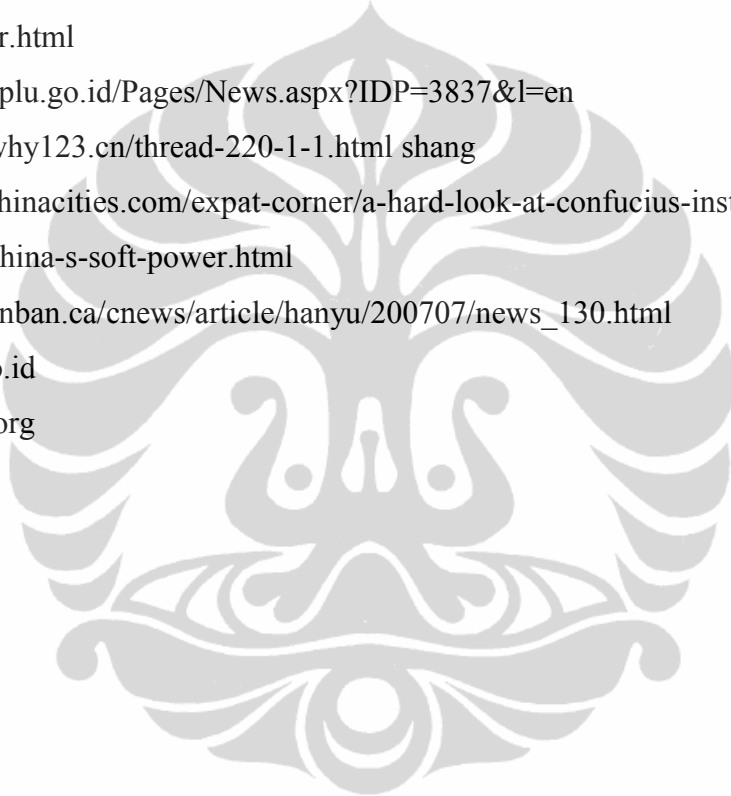 r.html
plu.go.id/Pages/News.aspx?IDP=3837&l=en
why123.cn/thread-220-1-1.html shang
hinacities.com/expat-corner/a-hard-look-at-confucius-inst
hina-s-soft-power.html
nban.ca/cnews/article/hanyu/200707/news_130.html
o.id
org